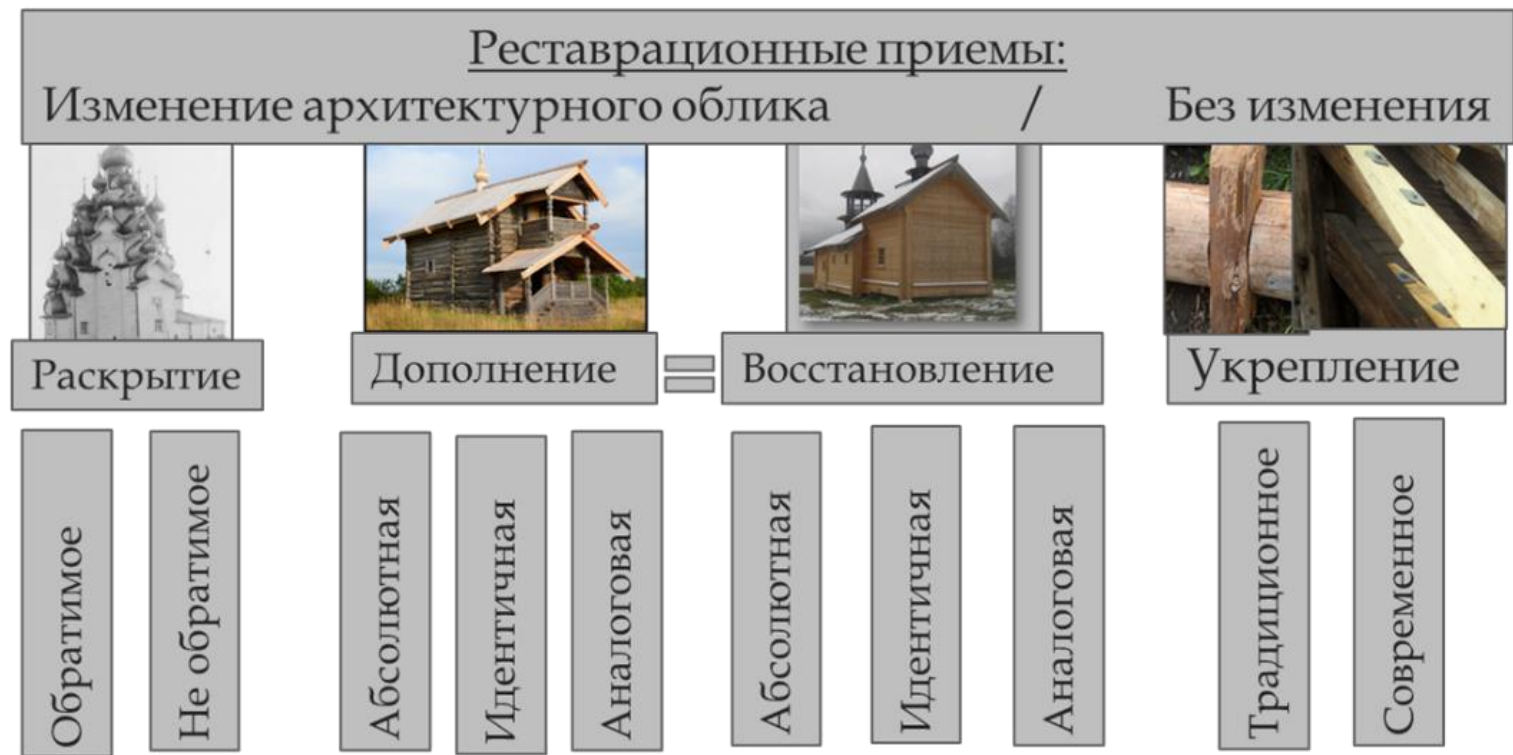 Реставрационные приемы:
Изменение архитектурного облика / Без изменения
Раскрытие
Дополнение = Восстановление
Укрепление
Обратимое
Не обратимое
Абсолютная
Идентичная
Аналоговая
Абсолютная
Идентичная
Аналоговая
Традиционное
Современное